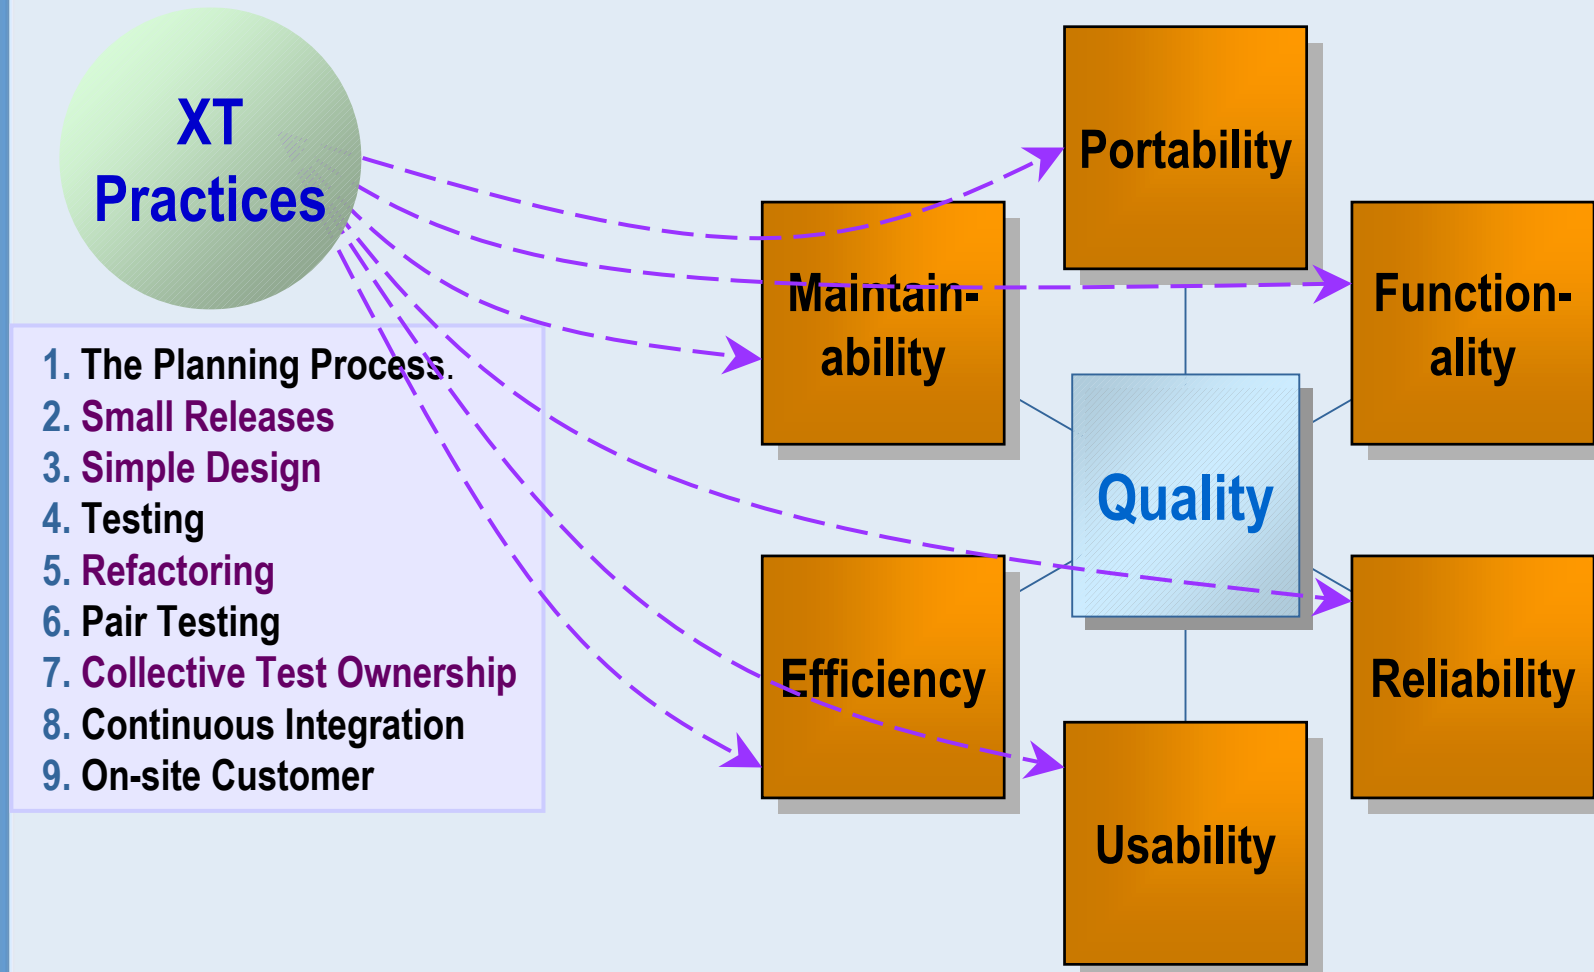 XT
Practices
1. The Planning Process.
2. Small Releases
3. Simple Design
4. Testing
5. Refactoring
6. Pair Testing
7. Collective Test Ownership
8. Continuous Integration
9. On-site Customer
Portability
Maintain-
ability
Function-
ality
Quality
Efficiency
Reliability
Usability